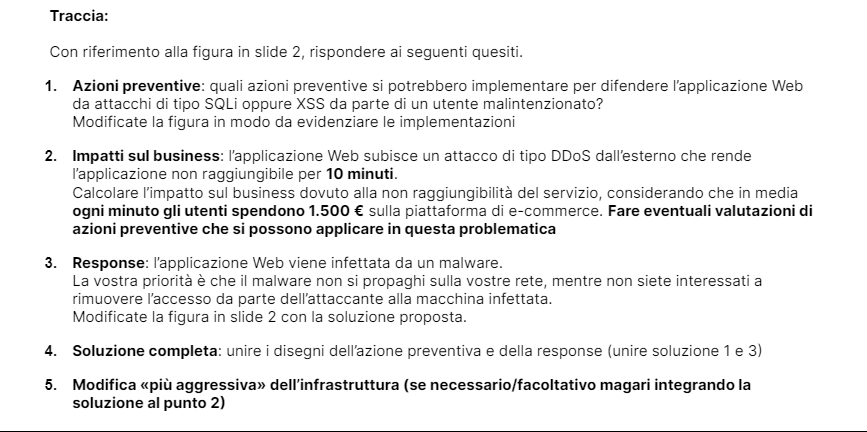 Traccia:
Con riferimento alla figura in slide 2, rispondere ai seguenti quesiti.
1. Azioni preventive: quali azioni preventive si potrebbero implementare per difendere l'applicazione Web
da attacchi di tipo SQLi oppure XSS da parte di un utente malintenzionato?
Modificate la figura in modo da evidenziare le implementazioni
2. Impatti sul business: l'applicazione Web subisce un attacco di tipo DDoS dall'esterno che rende
l'applicazione non raggiungibile per 10 minuti.
Calcolare l'impatto sul business dovuto alla non raggiungibilità del servizio, considerando che in media
ogni minuto gli utenti spendono 1.500 € sulla piattaforma di e-commerce. Fare eventuali valutazioni di
azioni preventive che si possono applicare in questa problematica
3. Response: l'applicazione Web viene infettata da un malware.
La vostra priorità è che il malware non si propaghi sulla vostre rete, mentre non siete interessati a
rimuovere l'accesso da parte dell'attaccante alla macchina infettata.
Modificate la figura in slide 2 con la soluzione proposta.
4. Soluzione completa: unire i disegni dell'azione preventiva e della response (unire soluzione 1 e 3)
5. Modifica «più aggressiva» dell'infrastruttura (se necessario/facoltativo magari integrando la
soluzione al punto 2)